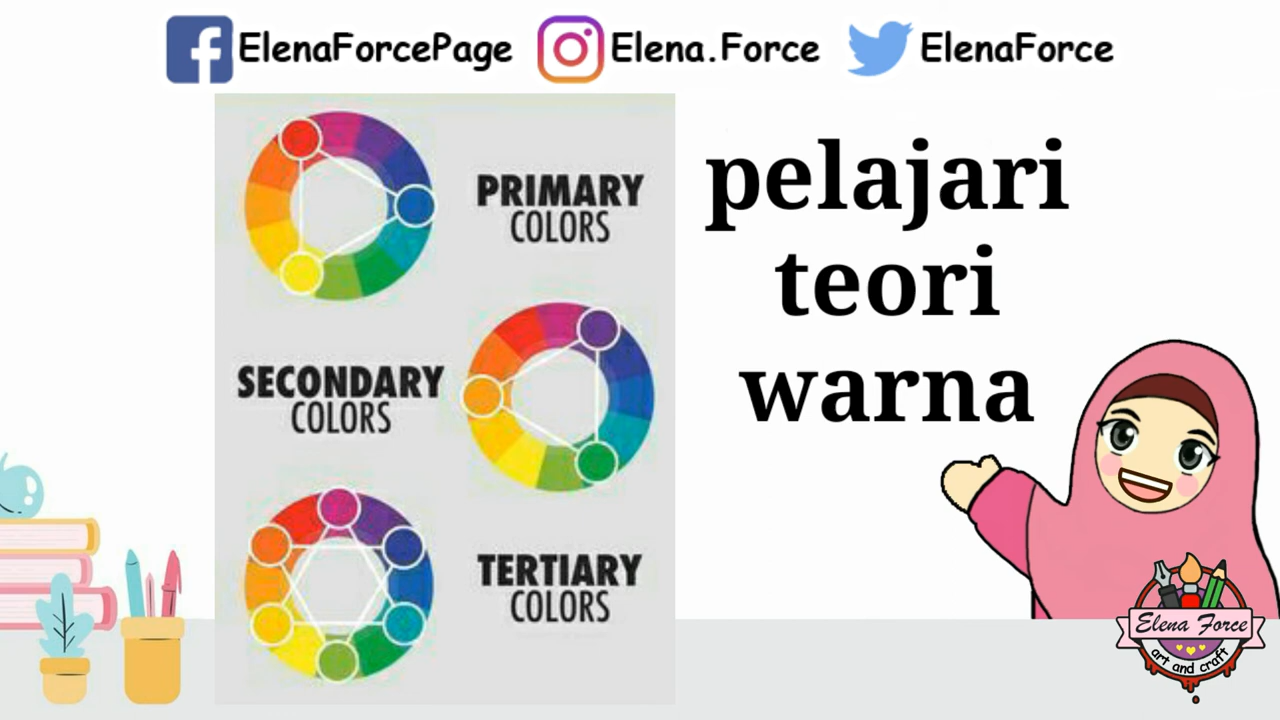 ElenaForcePage Elena.Force ElenaForce
PRIMARY
COLORS
SECONDARY
COLORS
TERTIARY
COLORS
pelajari
teori
warna
Elena Force
art and craft